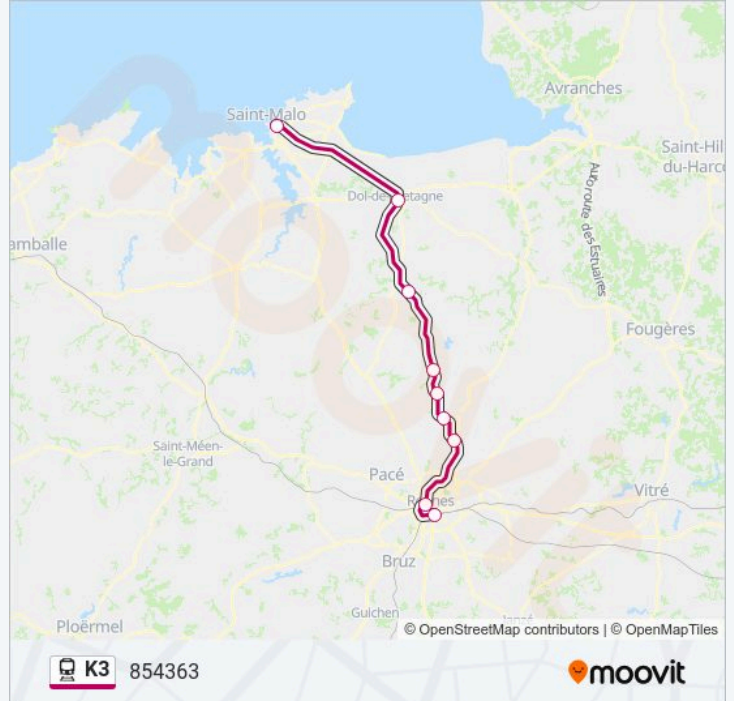 Avranches
Saint-Malo
Saint-Hil
du-Harc
Autoroute des Estuaires
Dol-de-Bretagne
amballe
Fougères
Saint-Méen-
le-Grand
Pacé
Rennes
Vitré
Bruz
Guichen
Ploërmel
© OpenStreetMap contributors | © OpenMapTiles
K3 854363
moovit